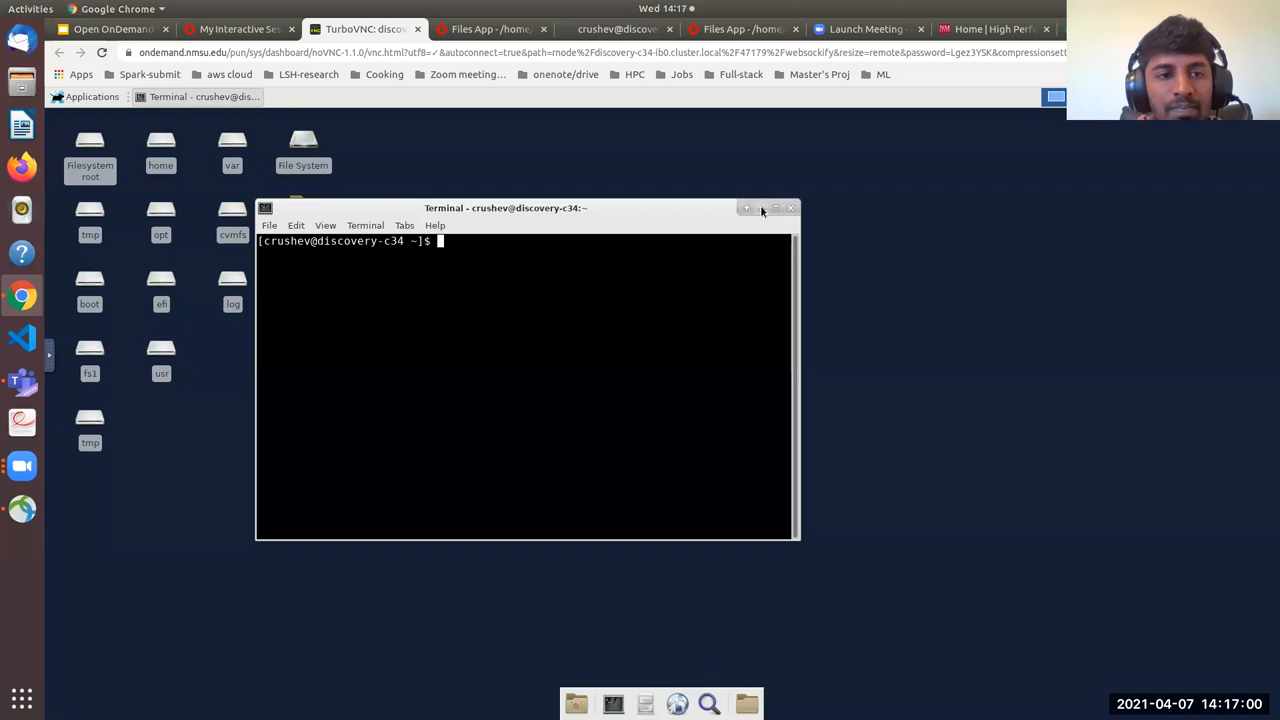 Activities
Google Chrome
Wed 14:17
Open OnDemand
My Interactive Ses
TurboVNC: discov
Files App - /home,
crushev@discove
Files App - /home,
Launch Meeting -
Home | High Perfo
ondemand.nmsu.edu/pun/sys/dashboard/noVNC-1.1.0/vnc.html?utf8=✓&autoconnect=true&path=rnode%2Fdiscovery-c34-ib0.cluster.local%2F47179%2Fwebsockify&resize=remote&password=Lgez3YSK&compressionsett
Apps
Spark-submit
aws cloud
LSH-research
Cooking
Zoom meeting...
onenote/drive
HPC
Jobs
Full-stack
Master's Proj
ML
Applications
Terminal - crushev@dis...
Filesystem
root
home
var
File System
tmp
opt
cvmfs
boot
efi
log
fs1
usr
tmp
Terminal - crushev@discovery-c34:~
File
Edit
View
Terminal
Tabs
Help
[crushev@discovery-c34 ~]$
2021-04-07 14:17:00